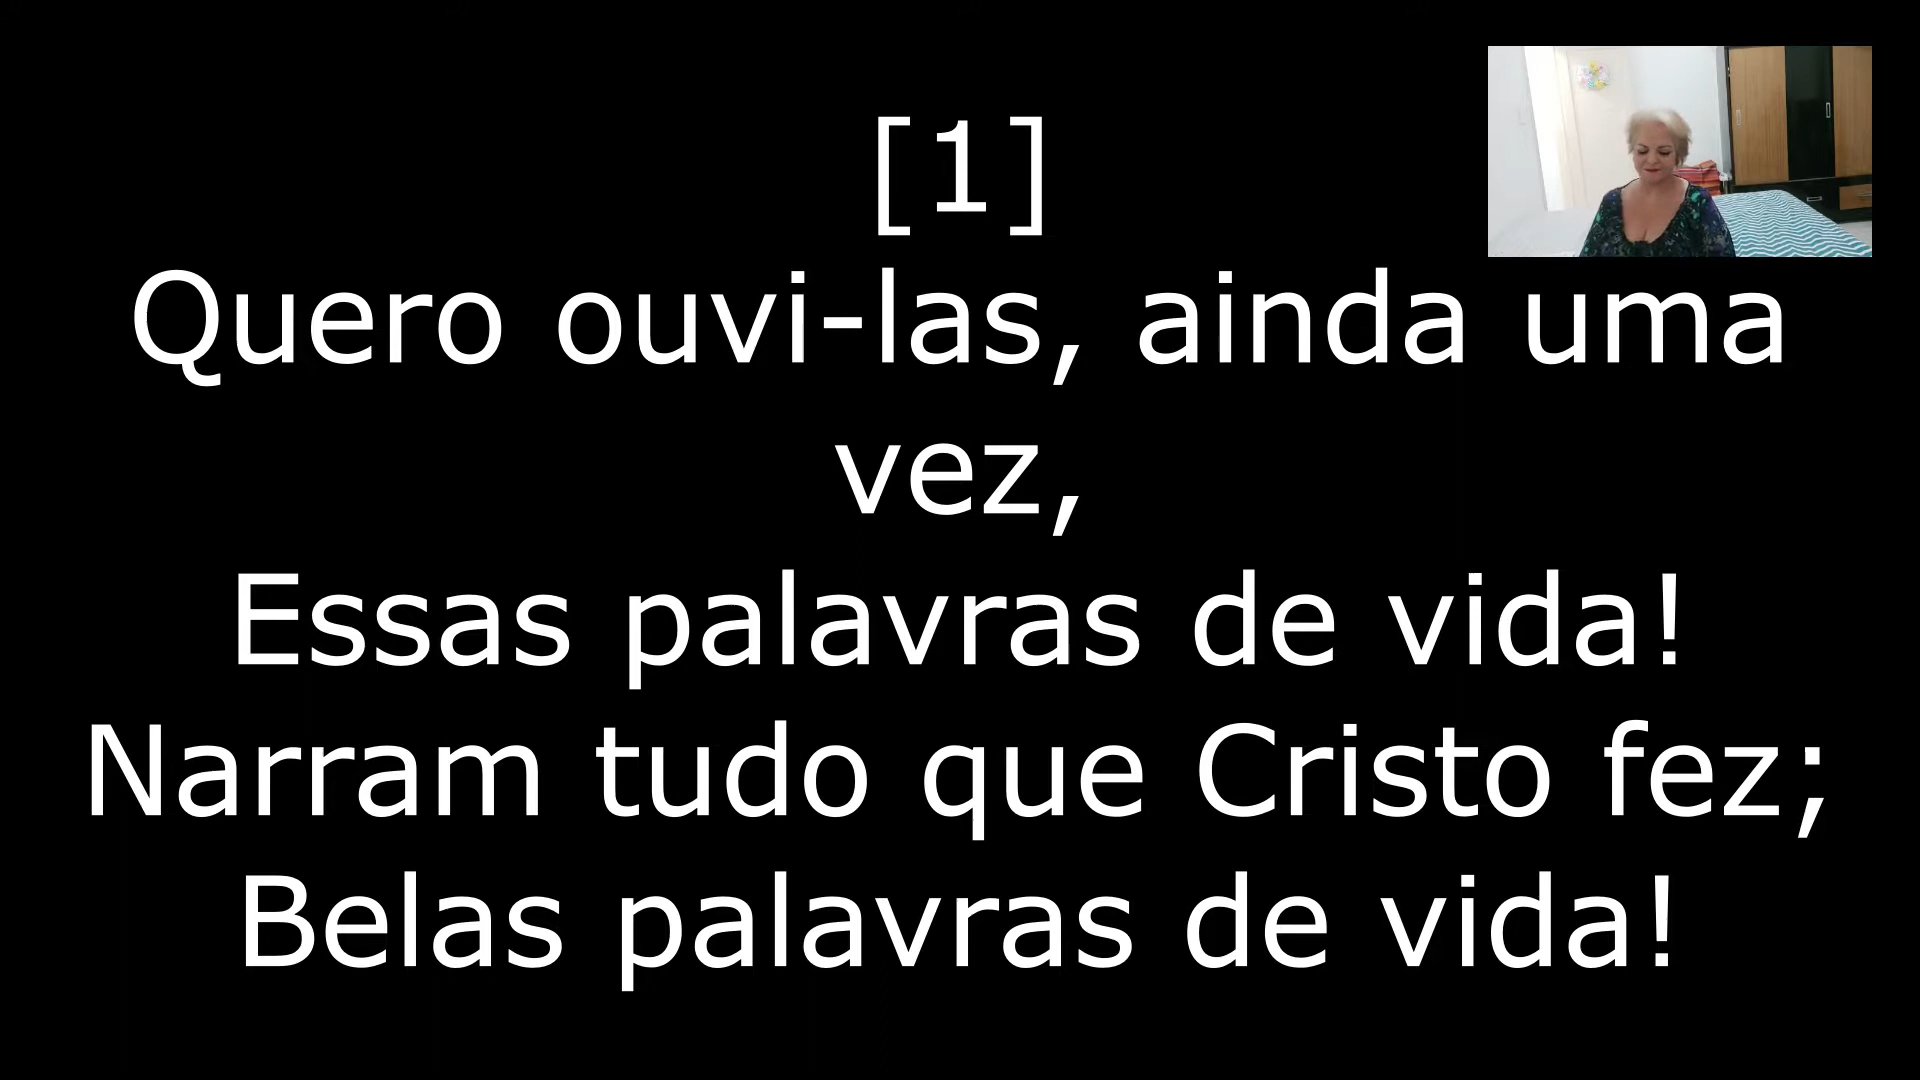 [1]
Quero ouvi-las, ainda uma
vez,
Essas palavras de vida!
Narram tudo que Cristo fez;
Belas palavras de vida!